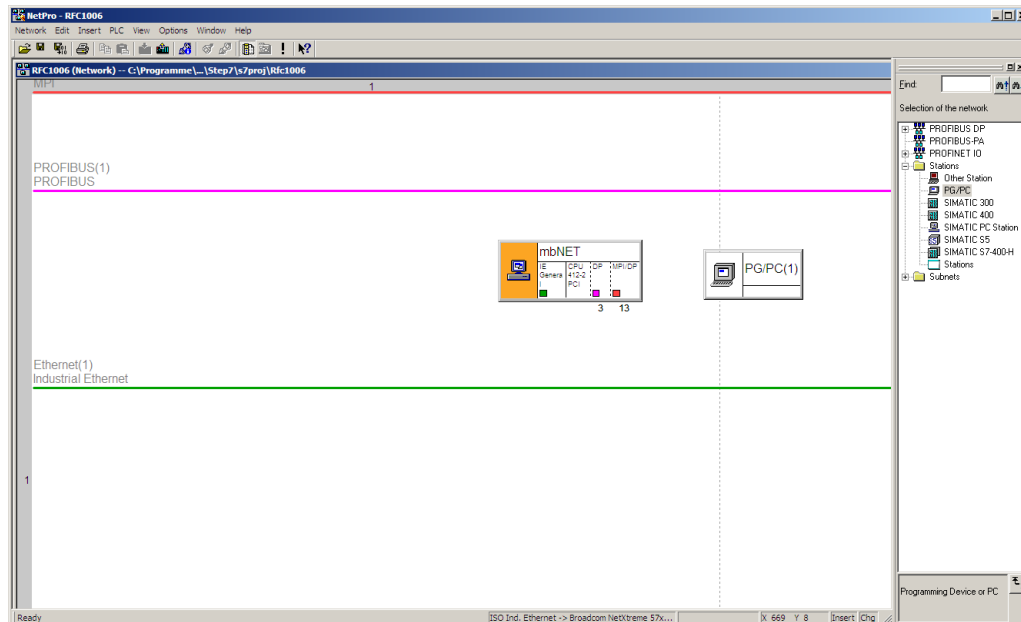 NetPro - RFC1006
Network Edit Insert PLC View Options Window Help
RFC1006 (Network) -- C:\Programme\...\Step7\s7proj\Rfc1006
MPI
1
PROFIBUS(1)
PROFIBUS
mbNET
IE
Genera
l
CPU
412-2
PCI
DP
MPI/DP
3 13
PG/PC(1)
Ethernet(1)
Industrial Ethernet
1
Find:
Selection of the network
PROFIBUS DP
PROFIBUS-PA
PROFINET IO
Stations
Other Station
PG/PC
SIMATIC 300
SIMATIC 400
SIMATIC PC Station
SIMATIC S5
SIMATIC S7-400-H
Stations
Subnets
Programming Device or PC
Ready
ISO Ind. Ethernet -> Broadcom NetXtreme 57x...
X 669 Y 8
Insert
Chg